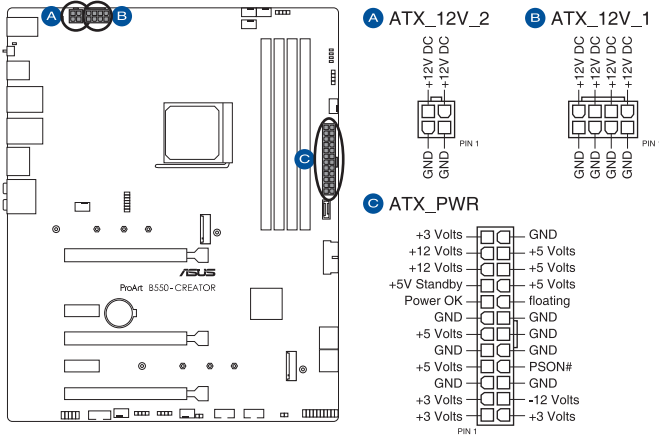 A ATX_12V_2
B ATX_12V_1
+12V DC
+12V DC
GND
GND
PIN 1
+12V DC
+12V DC
+12V DC
+12V DC
GND
GND
GND
GND
PIN 1
A
B
C
ASUS
ProArt B550-CREATOR
C ATX_PWR
+3 Volts GND
+12 Volts +5 Volts
+12 Volts +5 Volts
+5V Standby +5 Volts
Power OK floating
GND GND
+5 Volts GND
GND GND
+5 Volts PSON#
GND GND
+3 Volts -12 Volts
+3 Volts +3 Volts
PIN 1